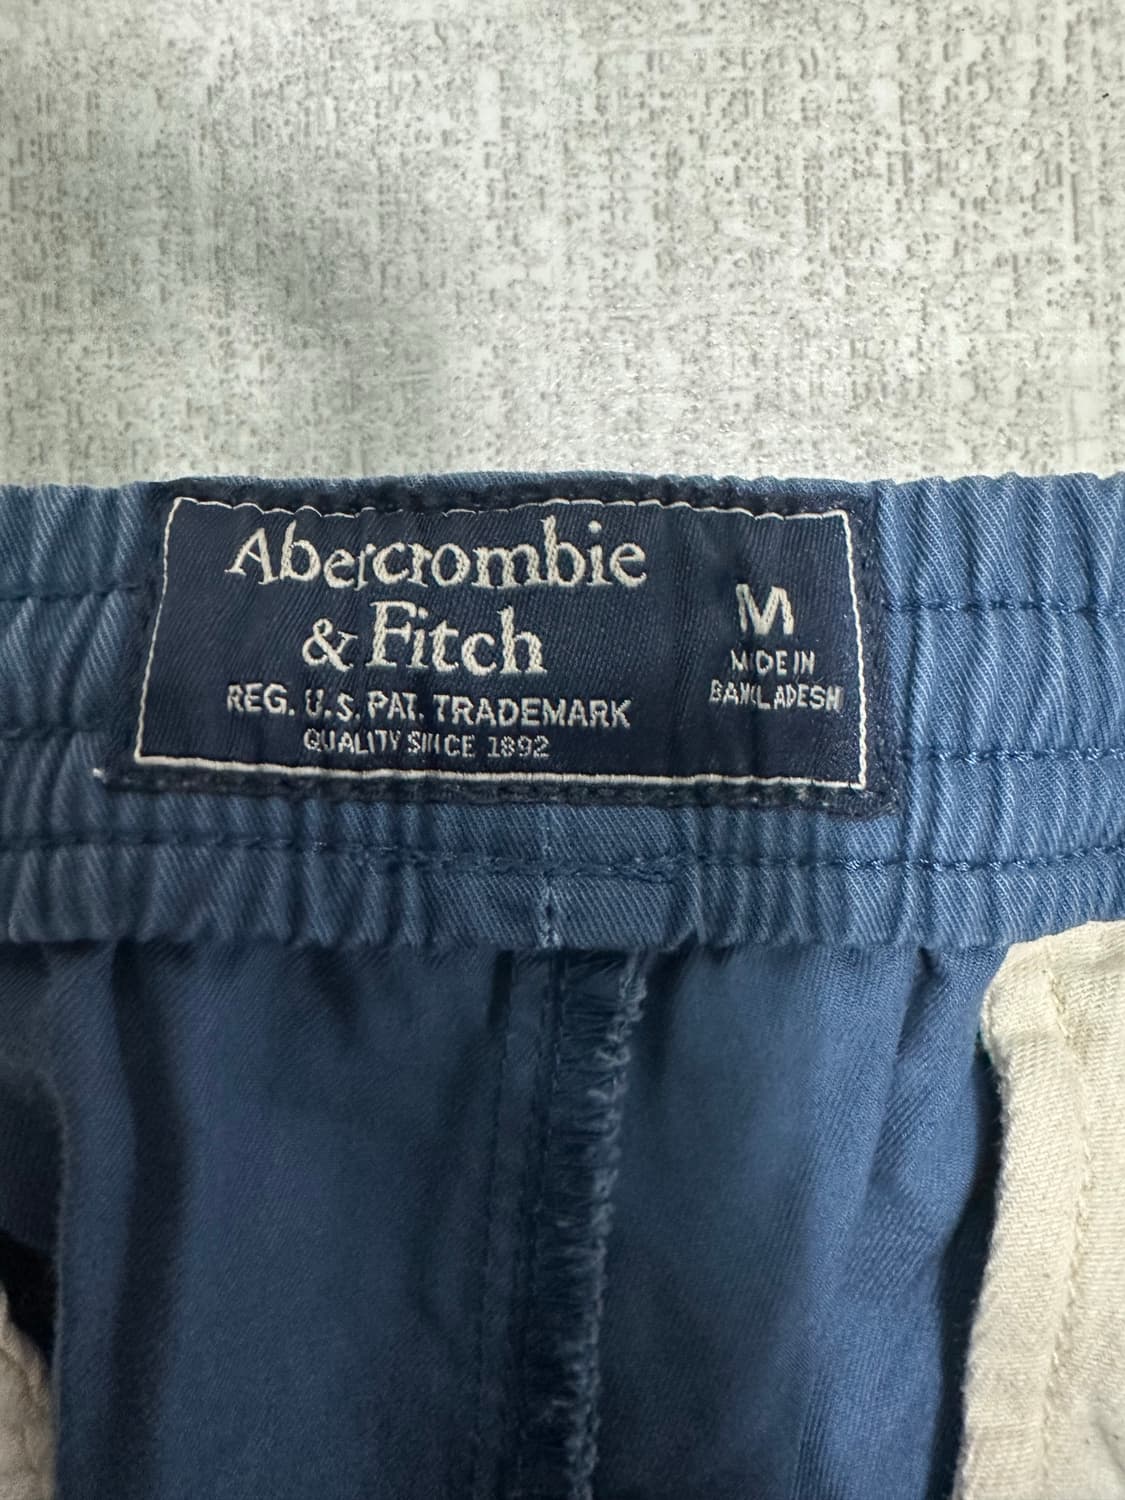 Abercrombie
& Fitch
REG. U.S. PAT. TRADEMARK
QUALITY SINCE 1892
M
MADE IN
BANGLADESH